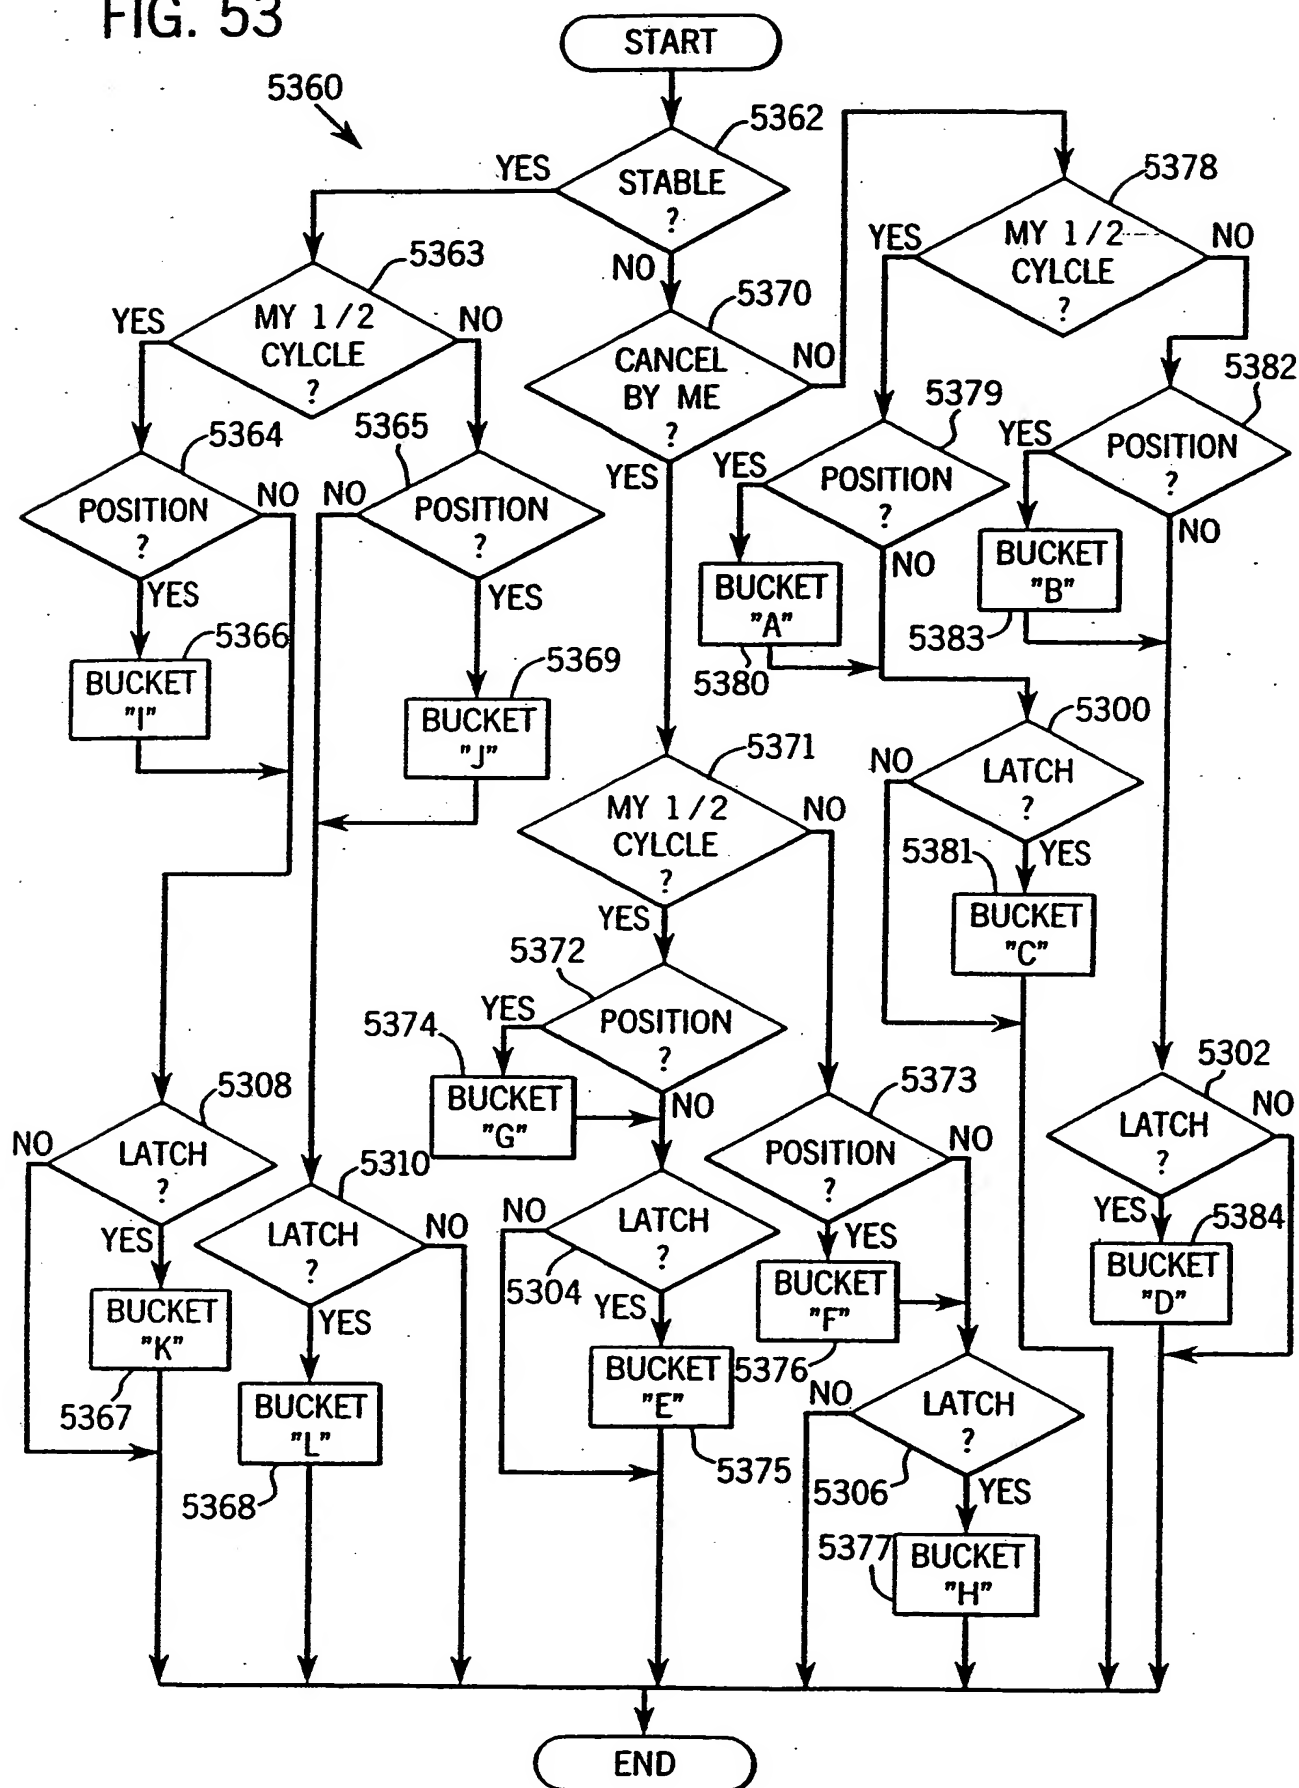 FIG. 53
START
5360
5362
YES
STABLE
?
5378
5363
NO
YES
MY 1/2
CYLCLE
?
NO
5370
YES
MY 1/2
CYLCLE
?
NO
CANCEL
BY ME
?
NO
5382
5364
5365
YES
5379
YES
POSITION
?
NO
NO
POSITION
?
YES
POSITION
?
POSITION
?
NO
YES
YES
NO
BUCKET
"A"
BUCKET
"B"
5366
5383
BUCKET
"I"
5369
5380
BUCKET
"J"
5300
5371
NO
LATCH
?
MY 1/2
CYLCLE
?
NO
5381
YES
YES
BUCKET
"C"
5372
YES
5374
POSITION
?
5302
5308
BUCKET
"G"
NO
5373
NO
NO
LATCH
?
5310
POSITION
?
NO
LATCH
?
YES
LATCH
?
NO
NO
LATCH
?
YES
YES
5384
5304
BUCKET
"D"
BUCKET
"K"
YES
YES
BUCKET
"F"
5367
BUCKET
"L"
BUCKET
"E"
5376
NO
LATCH
?
5368
5375
5306
YES
5377
BUCKET
"H"
END